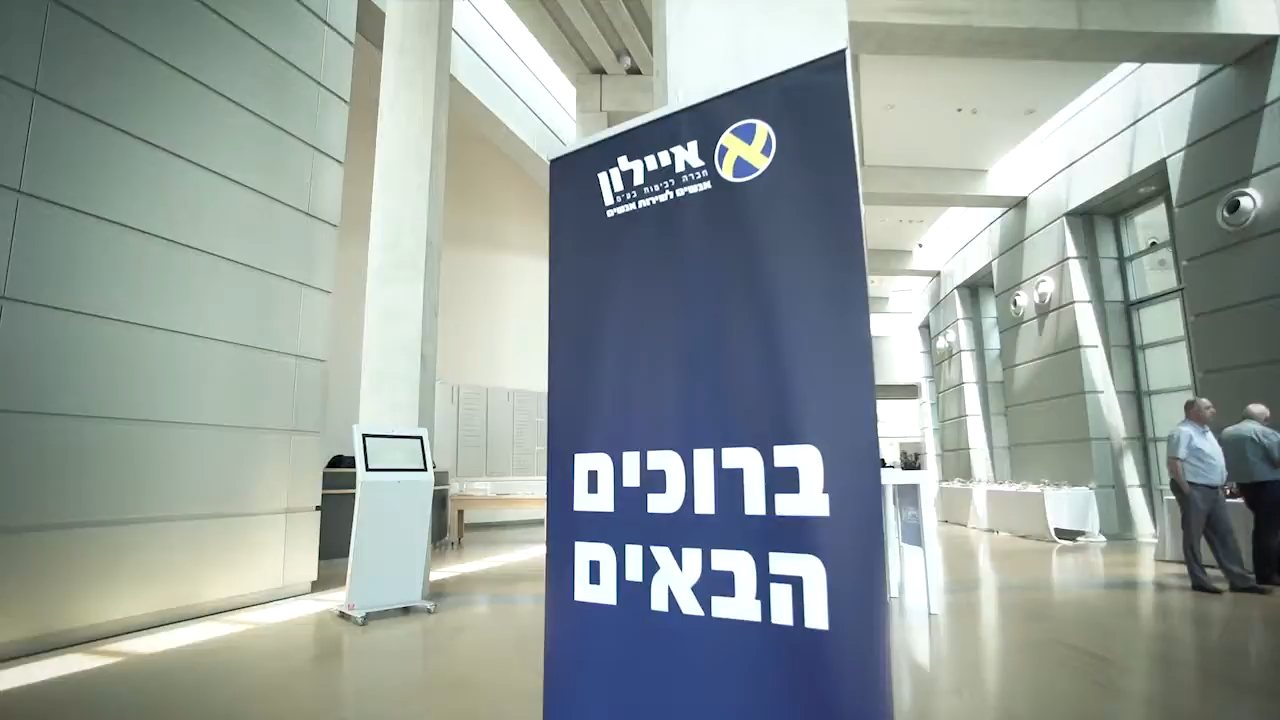 איילון
חברה לביטוח בע״מ
אנשים לשירות אנשים
ברוכים
הבאים